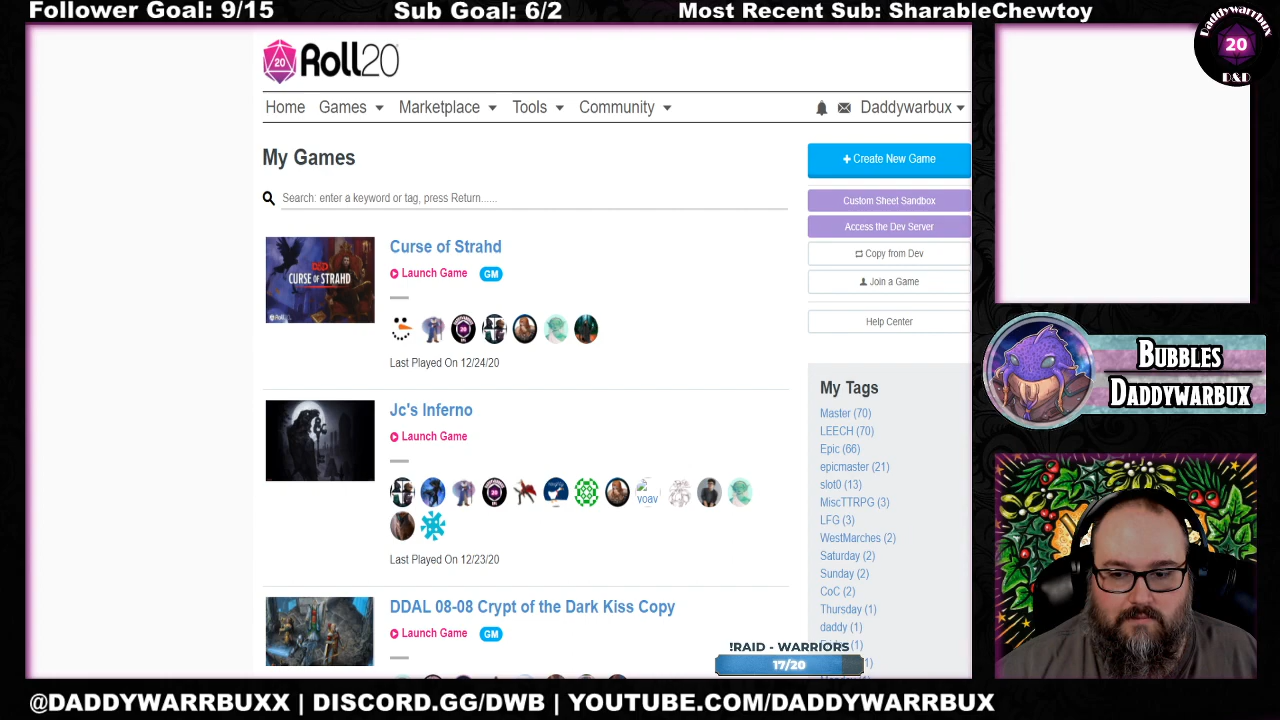 Follower Goal: 9/15
Sub Goal: 6/2
Most Recent Sub: SharableChewtoy
Daddywarrbux
20
D&D
20 Roll20
Home Games Marketplace Tools Community
Daddywarbux
My Games
Create New Game
Search: enter a keyword or tag, press Return......
Custom Sheet Sandbox
Access the Dev Server
Copy from Dev
Join a Game
Help Center
CURSE OF STRAHD
Curse of Strahd
Launch Game GM
Last Played On 12/24/20
Jc's Inferno
Launch Game
voav
Last Played On 12/23/20
DDAL 08-08 Crypt of the Dark Kiss Copy
Launch Game GM
My Tags
Master (70)
LEECH (70)
Epic (66)
epicmaster (21)
slot0 (13)
MiscTTRPG (3)
LFG (3)
WestMarches (2)
Saturday (2)
Sunday (2)
CoC (2)
Thursday (1)
daddy (1)
(1)
!RAID - WARRIORS
17/20
Bubbles
Daddywarbux
@DADDYWARRBUXX | DISCORD.GG/DWB | YOUTUBE.COM/DADDYWARRBUX